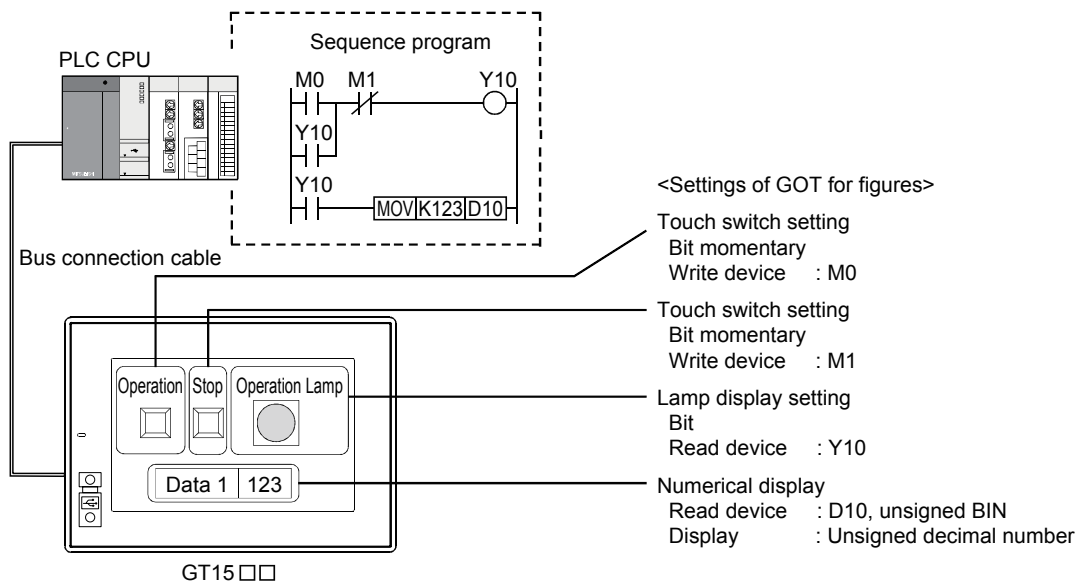 PLC CPU
Sequence program
M0 M1 Y10
Y10
Y10
MOV K123 D10
Bus connection cable
<Settings of GOT for figures>
Touch switch setting
Bit momentary
Write device : M0
Touch switch setting
Bit momentary
Write device : M1
Lamp display setting
Bit
Read device : Y10
Numerical display
Read device : D10, unsigned BIN
Display : Unsigned decimal number
Operation Stop Operation Lamp
Data 1 123
GT15□□